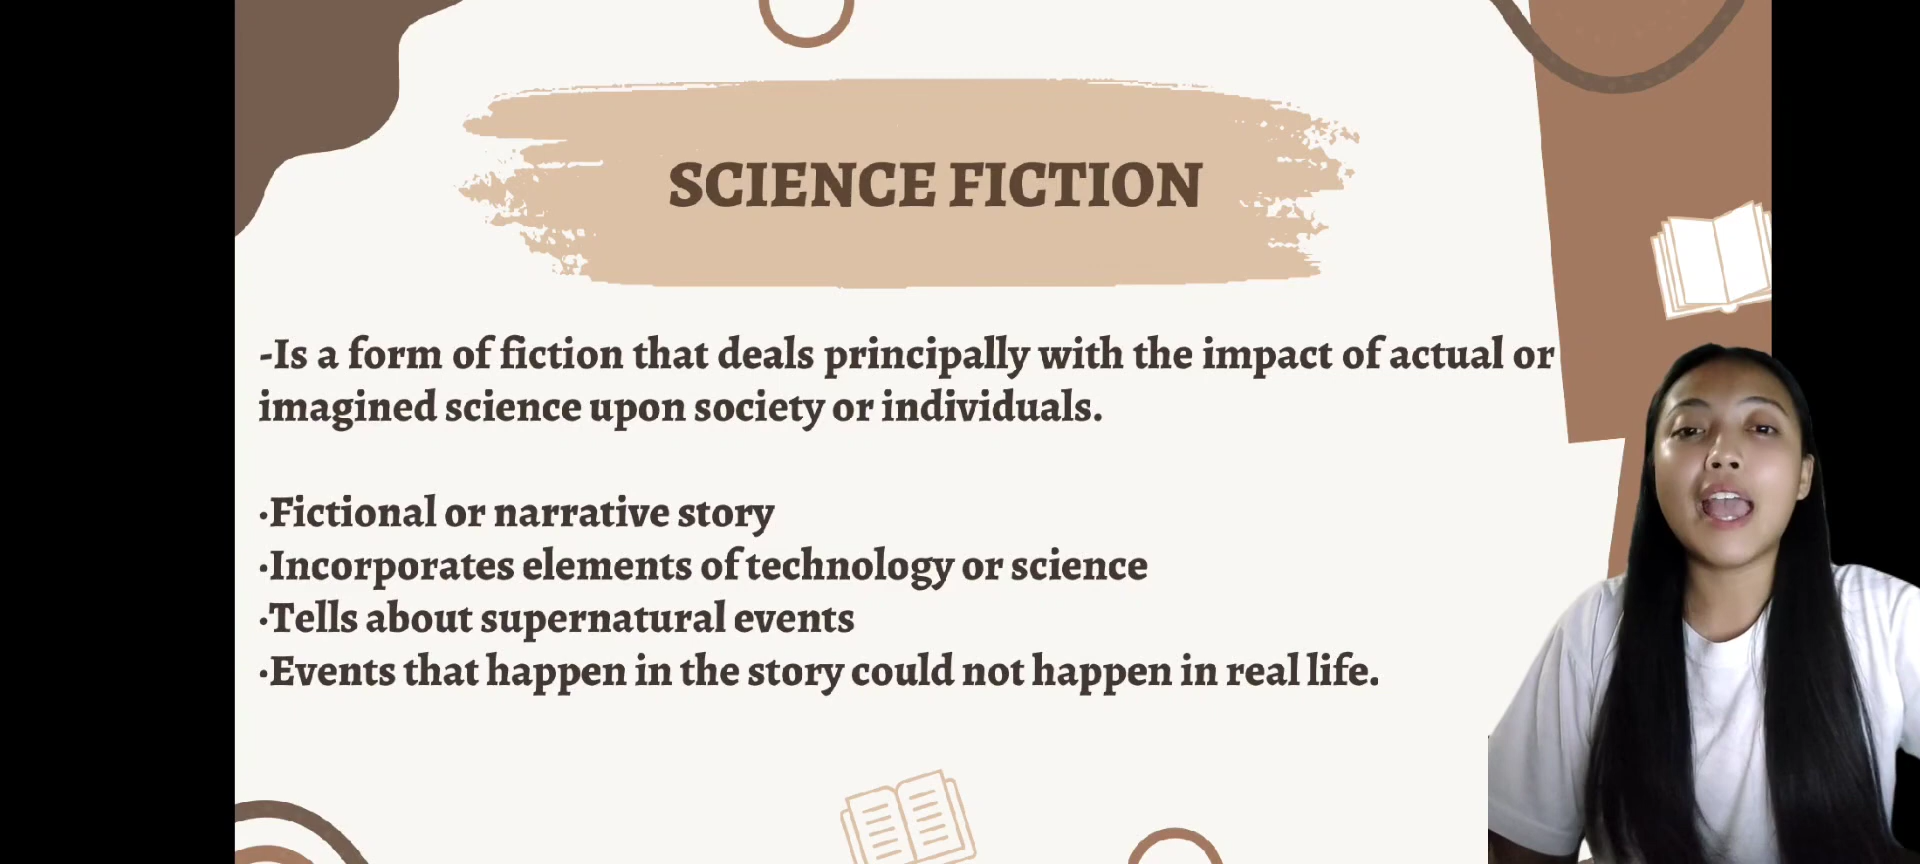 SCIENCE FICTION
-Is a form of fiction that deals principally with the impact of actual or
imagined science upon society or individuals.
·Fictional or narrative story
·Incorporates elements of technology or science
·Tells about supernatural events
·Events that happen in the story could not happen in real life.